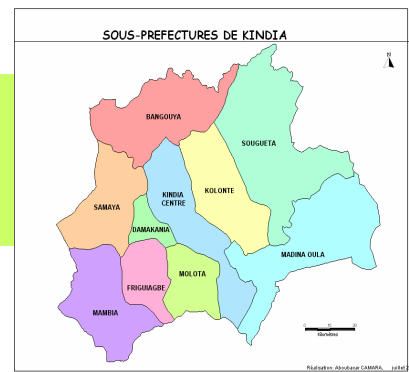 SOUS-PREFECTURES DE KINDIA
N
BANGOUYA
SOUGUETA
KINDIA
CENTRE
KOLONTE
SAMAYA
DAMAKANIA
MADINA OULA
MOLOTA
FRIGUIAGBE
MAMBIA
Kilomètres
Réalisation: Aboubacar CAMARA, juillet 2